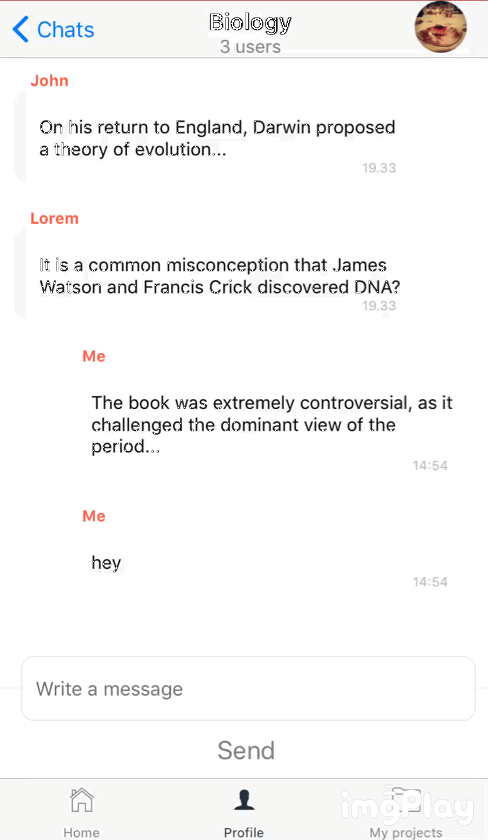 Chats
Biology
3 users
John
On his return to England, Darwin proposed
a theory of evolution...
19.33
Lorem
It is a common misconception that James
Watson and Francis Crick discovered DNA?
19.33
Me
The book was extremely controversial, as it
challenged the dominant view of the
period...
14:54
Me
hey
14:54
Write a message
Send
imgPlay
Home
Profile
My projects